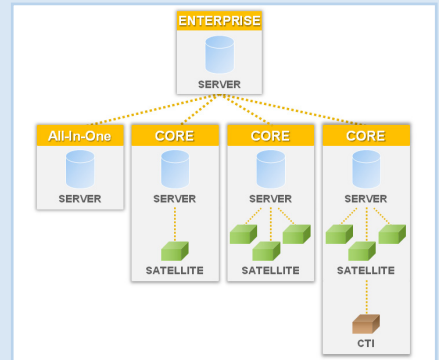 ENTERPRISE
SERVER
All-In-One
CORE
CORE
CORE
SERVER
SERVER
SERVER
SERVER
SATELLITE
SATELLITE
SATELLITE
CTI